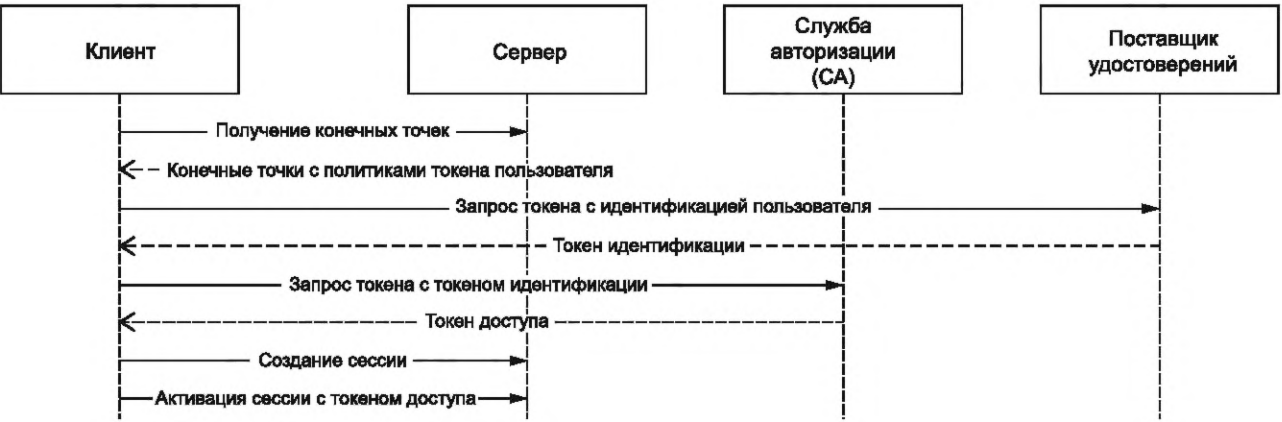 Клиент
Сервер
Служба
авторизации
(СА)
Поставщик
удостоверений
Получение конечных точек
Конечные точки с политиками токена пользователя
Запрос токена с идентификацией пользователя
Токен идентификации
Запрос токена с токеном идентификации
Токен доступа
Создание сессии
Активация сессии с токеном доступа